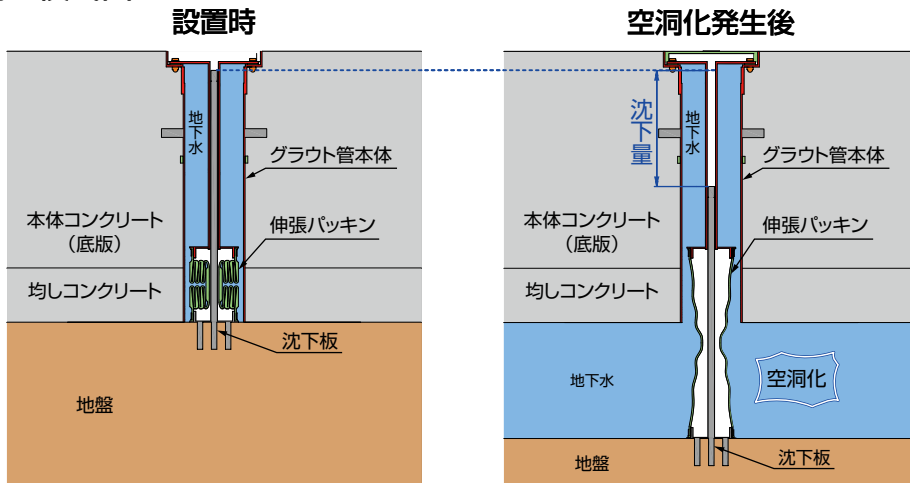 設置時
地下水
グラウト管本体
本体コンクリート
（底版）
伸張パッキン
均しコンクリート
沈下板
地盤
空洞化発生後
沈下量
地下水
グラウト管本体
本体コンクリート
（底版）
伸張パッキン
均しコンクリート
地下水
空洞化
沈下板
地盤